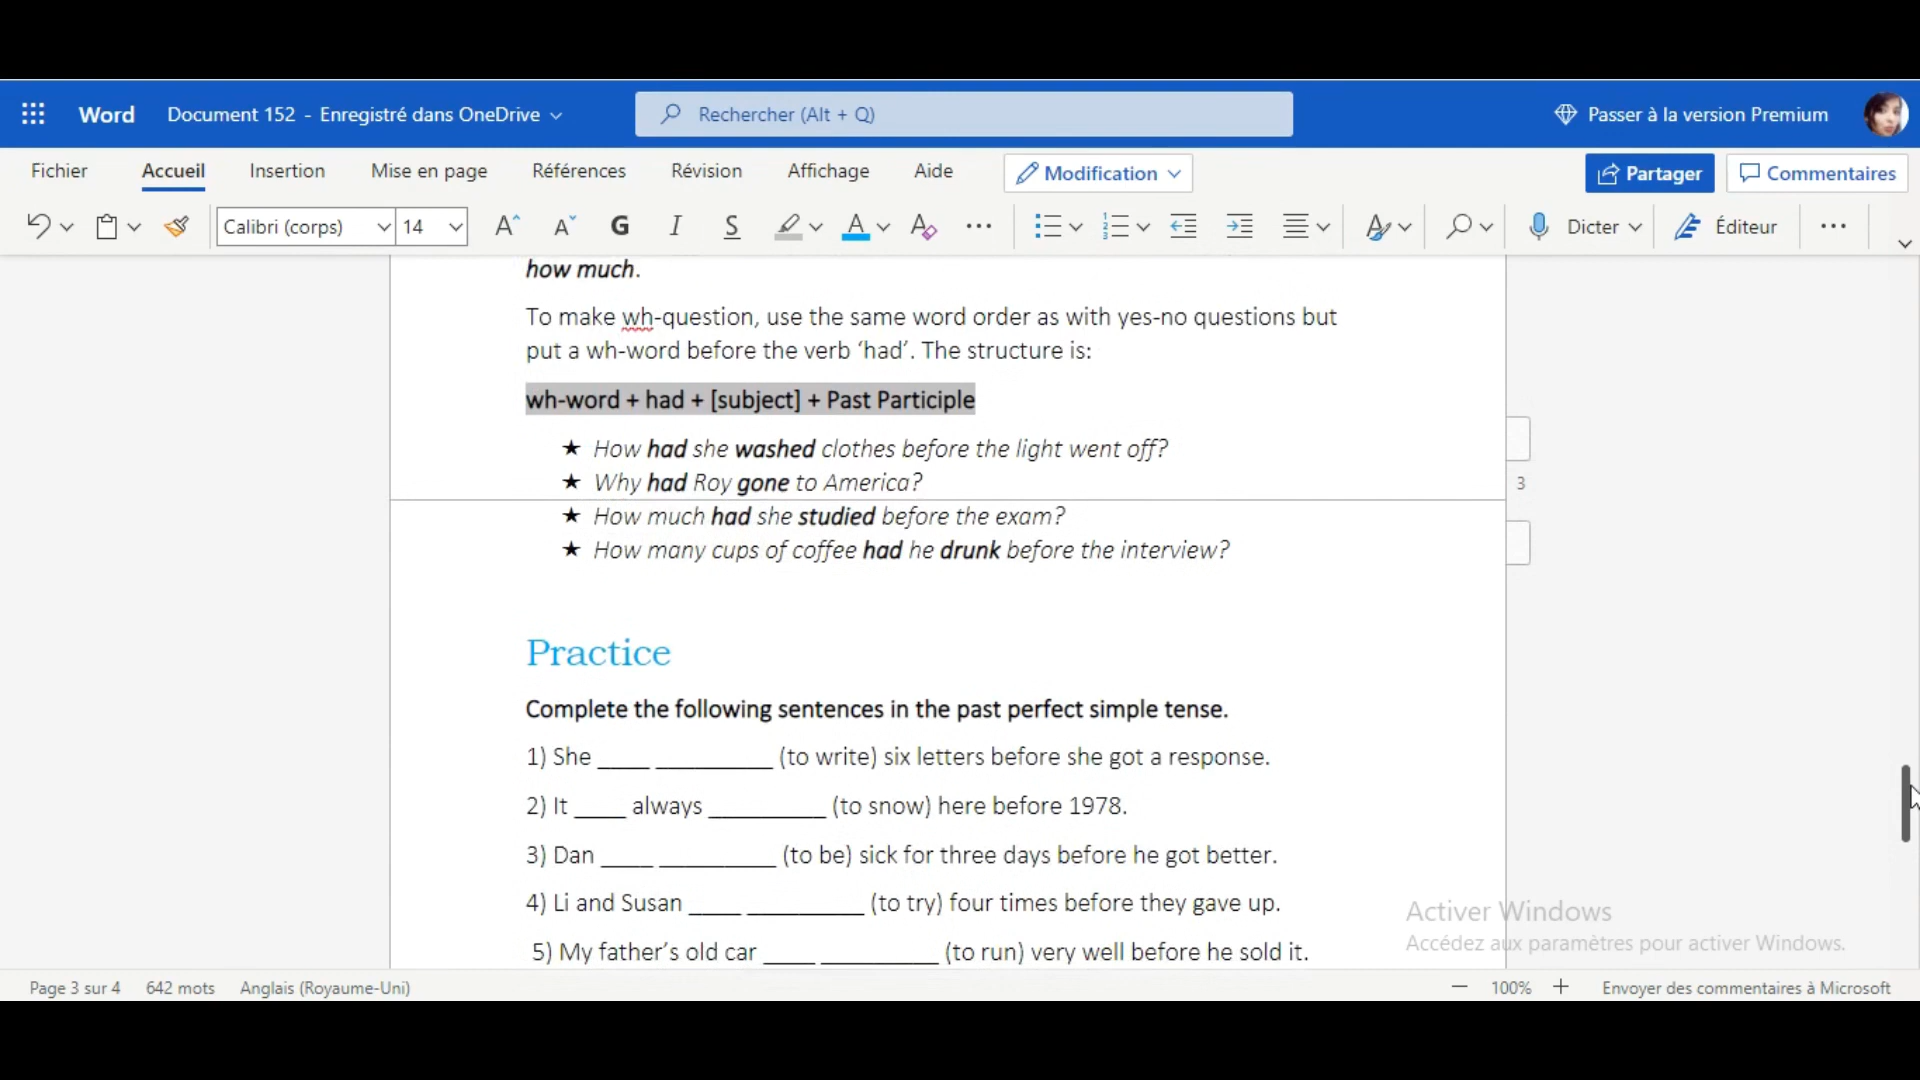 Word Document 152 - Enregistré dans OneDrive Rechercher (Alt + Q) Passer à la version Premium
Fichier Accueil Insertion Mise en page Références Révision Affichage Aide Modification Partager Commentaires
Calibri (corps) 14 G I S Dicter Éditeur
how much.
To make wh-question, use the same word order as with yes-no questions but
put a wh-word before the verb ‘had’. The structure is:
wh-word + had + [subject] + Past Participle
★ How had she washed clothes before the light went off?
★ Why had Roy gone to America?
3
★ How much had she studied before the exam?
★ How many cups of coffee had he drunk before the interview?
Practice
Complete the following sentences in the past perfect simple tense.
1) She ____ _________ (to write) six letters before she got a response.
2) It ____ always _________ (to snow) here before 1978.
3) Dan ____ _________ (to be) sick for three days before he got better.
4) Li and Susan ____ _________ (to try) four times before they gave up.
5) My father’s old car ____ _________ (to run) very well before he sold it.
Activer Windows
Accédez aux paramètres pour activer Windows.
Page 3 sur 4 642 mots Anglais (Royaume-Uni) 100% Envoyer des commentaires à Microsoft